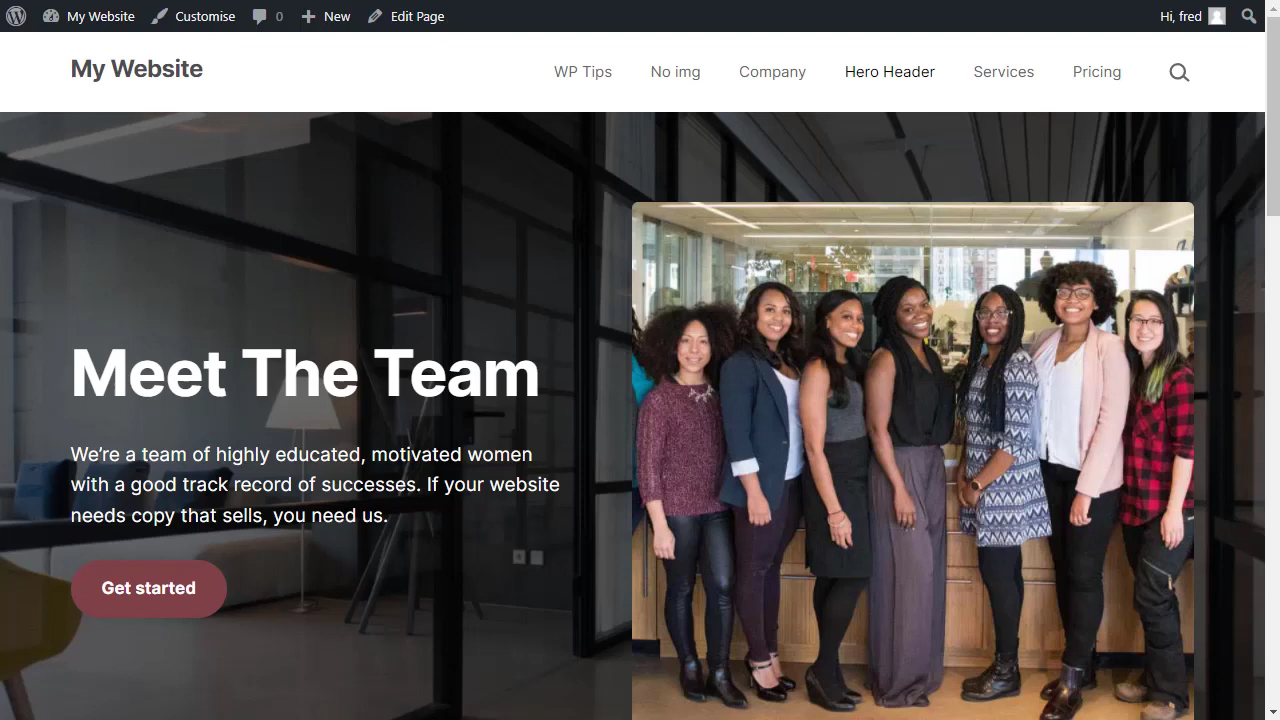 My Website Customise 0 New Edit Page Hi, fred
My Website WP Tips No img Company Hero Header Services Pricing
Meet The Team
We’re a team of highly educated, motivated women
with a good track record of successes. If your website
needs copy that sells, you need us.
Get started